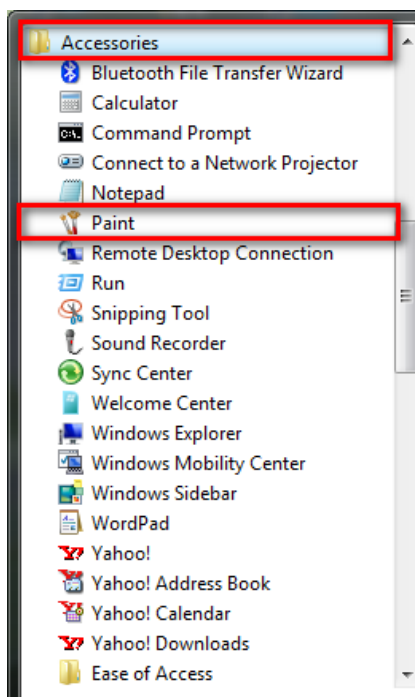 Accessories
Bluetooth File Transfer Wizard
Calculator
Command Prompt
Connect to a Network Projector
Notepad
Paint
Remote Desktop Connection
Run
Snipping Tool
Sound Recorder
Sync Center
Welcome Center
Windows Explorer
Windows Mobility Center
Windows Sidebar
WordPad
Yahoo!
Yahoo! Address Book
Yahoo! Calendar
Yahoo! Downloads
Ease of Access